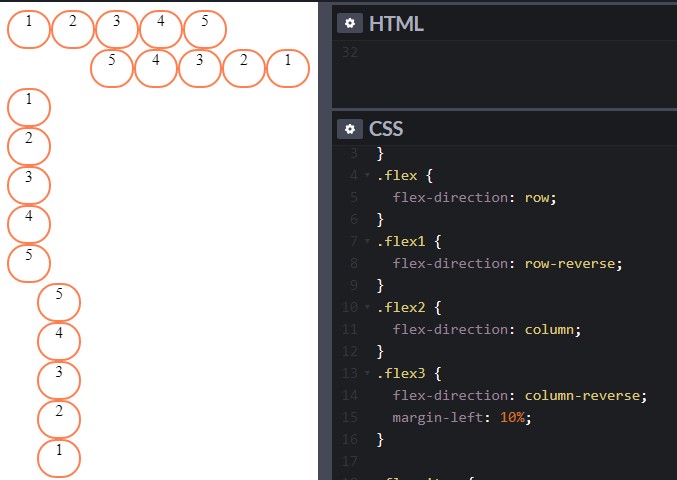 1 2 3 4 5
5 4 3 2 1
1
2
3
4
5
5
4
3
2
1
HTML
32
CSS
3 }
4 .flex {
5 flex-direction: row;
6 }
7 .flex1 {
8 flex-direction: row-reverse;
9 }
10 .flex2 {
11 flex-direction: column;
12 }
13 .flex3 {
14 flex-direction: column-reverse;
15 margin-left: 10%;
16 }
17